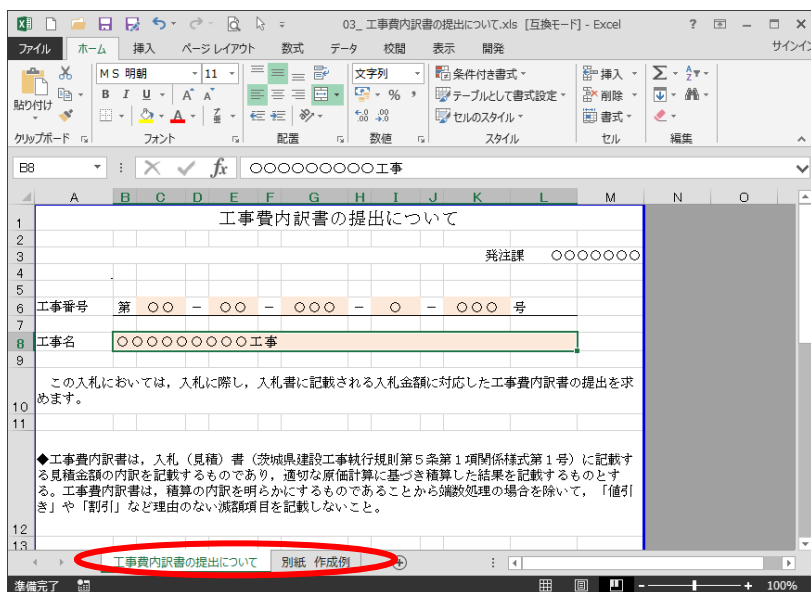 03_ 工事費内訳書の提出について.xls [互換モード] - Excel
ファイル ホーム 挿入 ページ レイアウト 数式 データ 校閲 表示 開発 サインイン
貼り付け
クリップボード
MS 明朝 11
B I U
フォント
配置
文字列
数値
条件付き書式
テーブルとして書式設定
セルのスタイル
スタイル
挿入
削除
書式
セル
編集
B8 fx ○○○○○○○○○工事
A B C D E F G H I J K L M N O
1 工事費内訳書の提出について
2
3 発注課 ○○○○○○○
4
5
6 工事番号 第 ○○ － ○○ － ○○○ － ○ － ○○○ 号
7
8 工事名 ○○○○○○○○○工事
9
この入札においては，入札に際し，入札書に記載される入札金額に対応した工事費内訳書の提出を求
10 めます。
11
◆工事費内訳書は，入札（見積）書（茨城県建設工事執行規則第５条第１項関係様式第１号）に記載す
る見積金額の内訳を記載するものであり，適切な原価計算に基づき積算した結果を記載するものとす
る。工事費内訳書は，積算の内訳を明らかにするものであることから端数処理の場合を除いて，「値引
き」や「割引」など理由のない減額項目を記載しないこと。
12
13
工事費内訳書の提出について 別紙 作成例
準備完了 100%